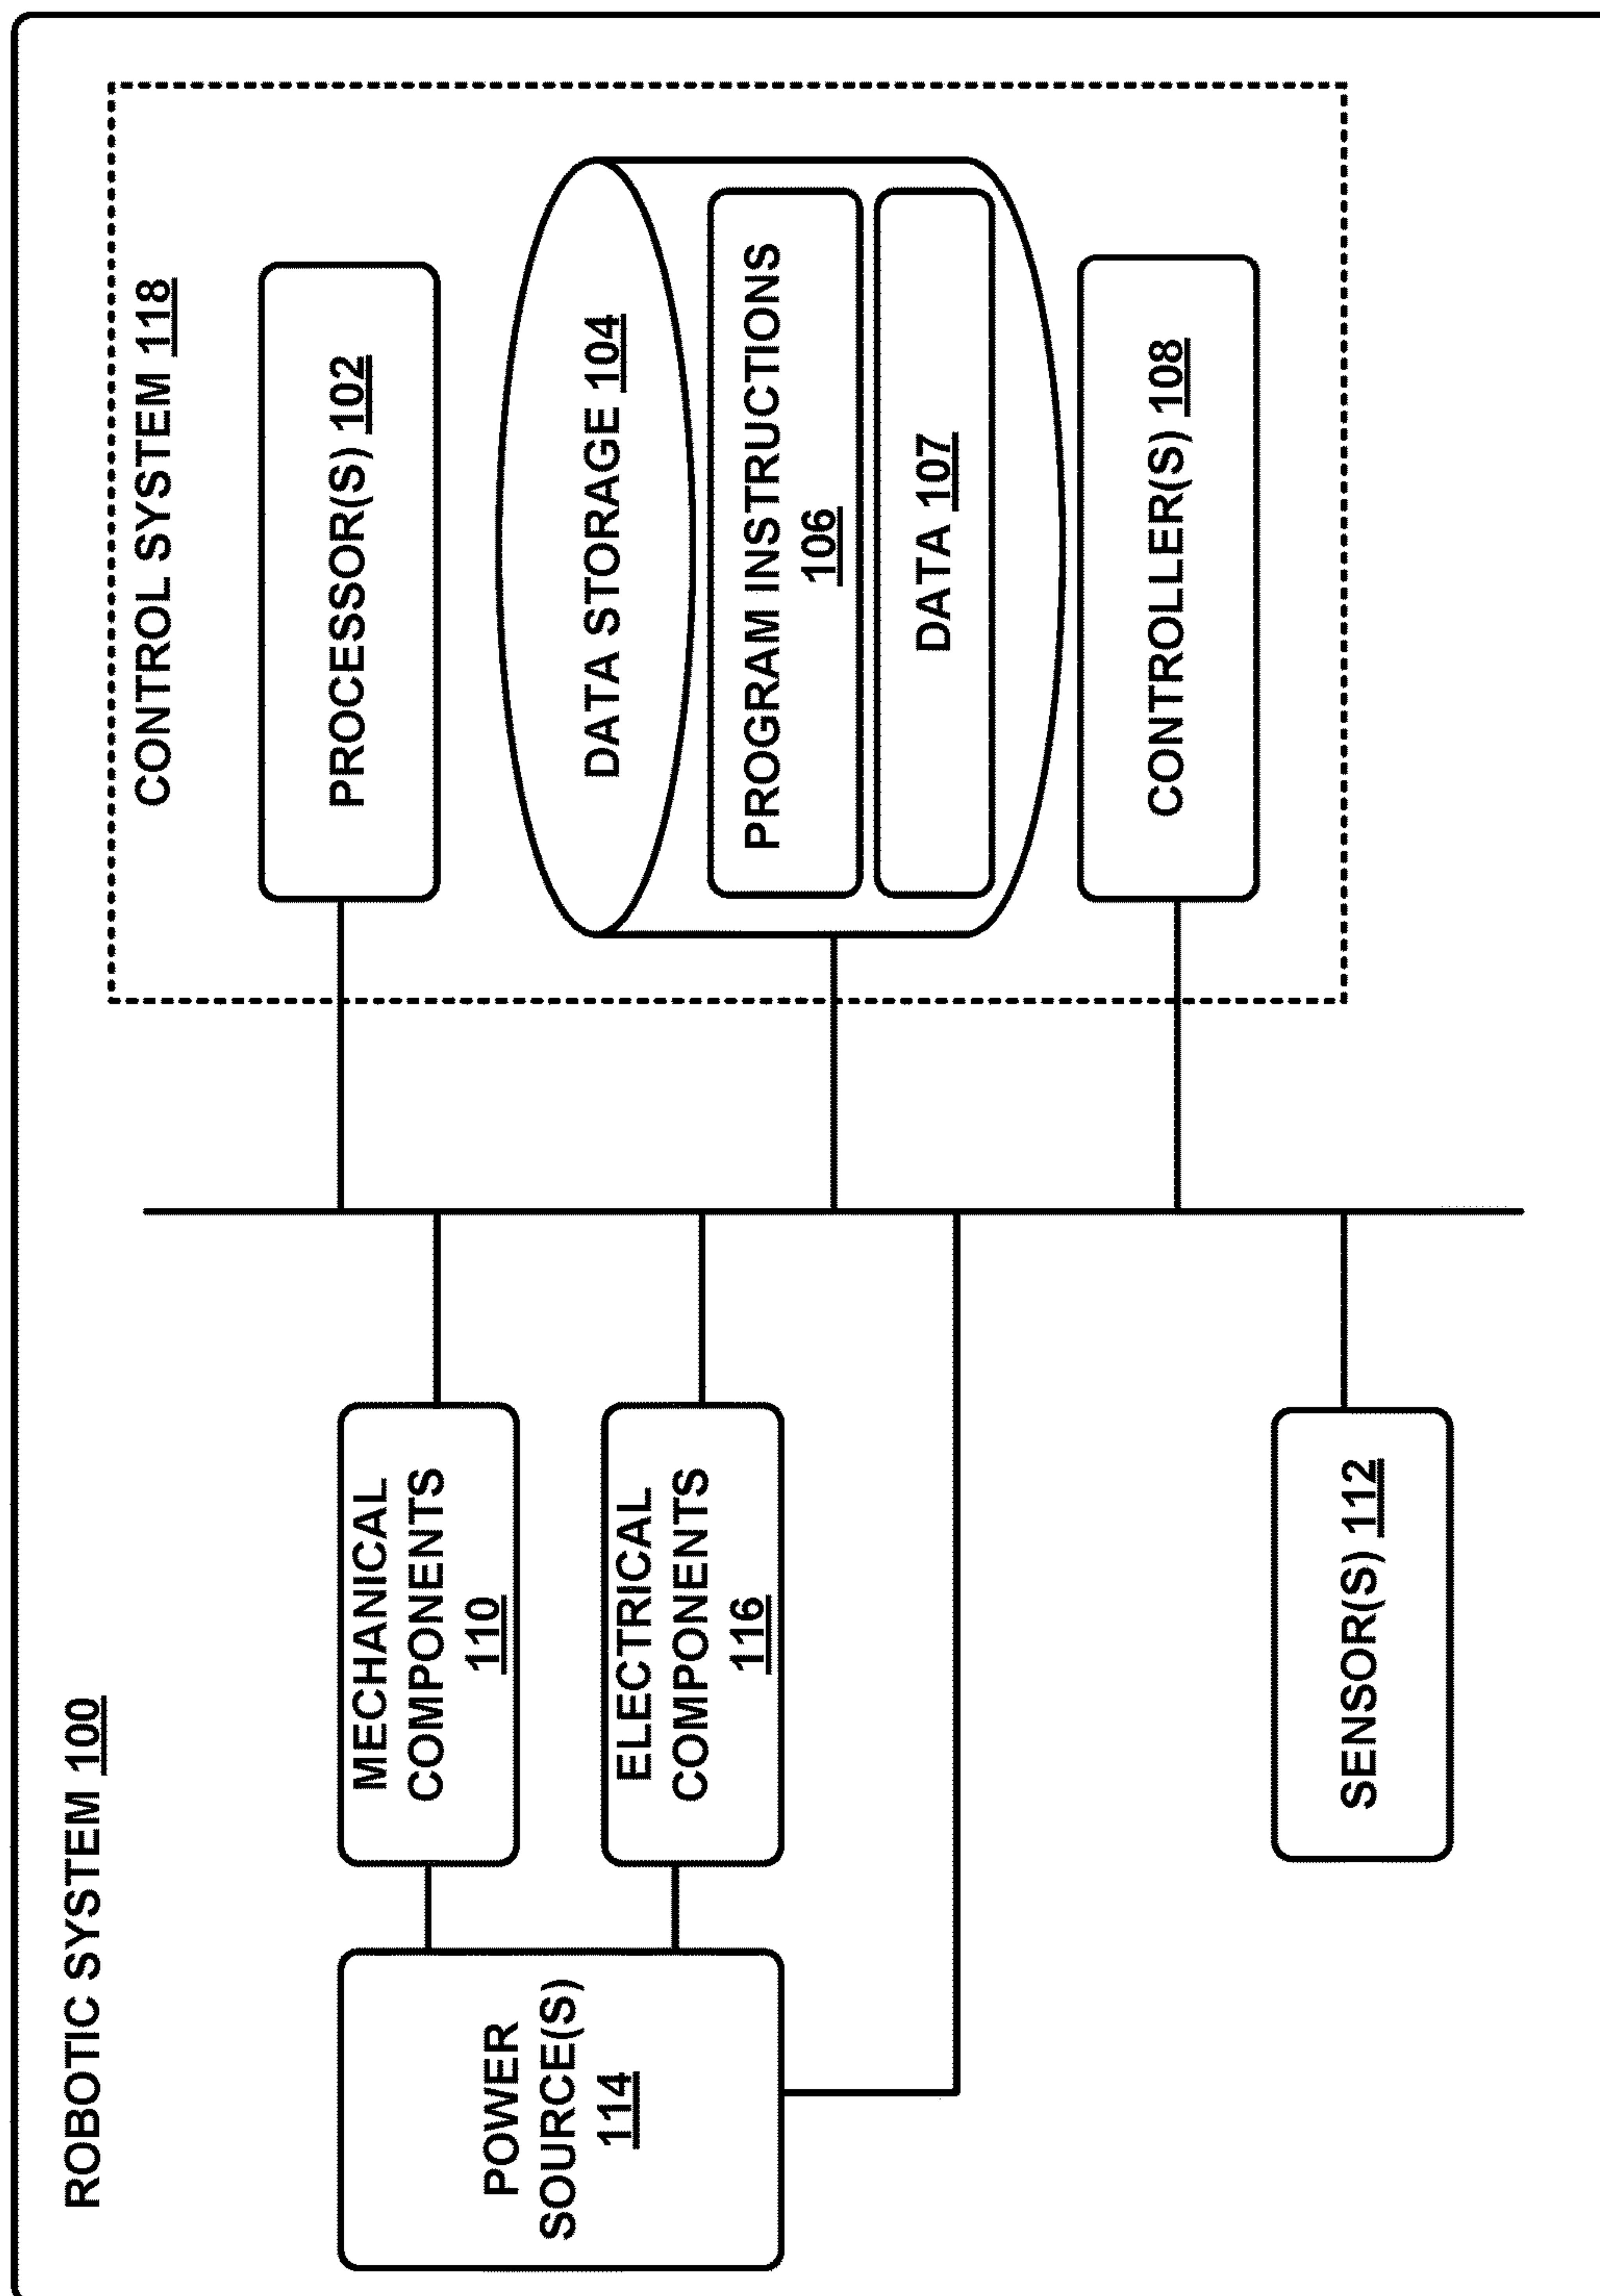 ROBOTIC SYSTEM 100
CONTROL SYSTEM 118
POWER
SOURCE(S)
114
MECHANICAL
COMPONENTS
110
ELECTRICAL
COMPONENTS
116
SENSOR(S) 112
PROCESSOR(S) 102
DATA STORAGE 104
PROGRAM INSTRUCTIONS
106
DATA 107
CONTROLLER(S) 108